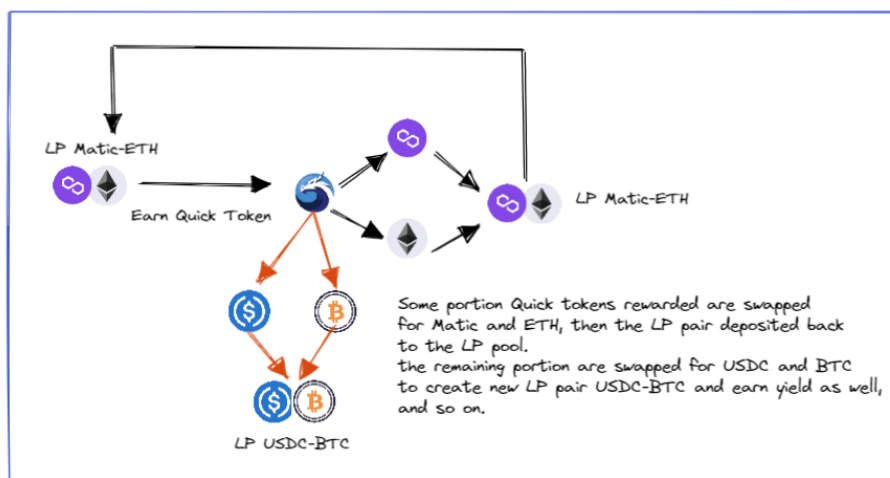 LP Matic-ETH
Earn Quick Token
LP Matic-ETH
Some portion Quick tokens rewarded are swapped
for Matic and ETH, then the LP pair deposited back
to the LP pool.
the remaining portion are swapped for USDC and BTC
to create new LP pair USDC-BTC and earn yield as well,
and so on.
LP USDC-BTC